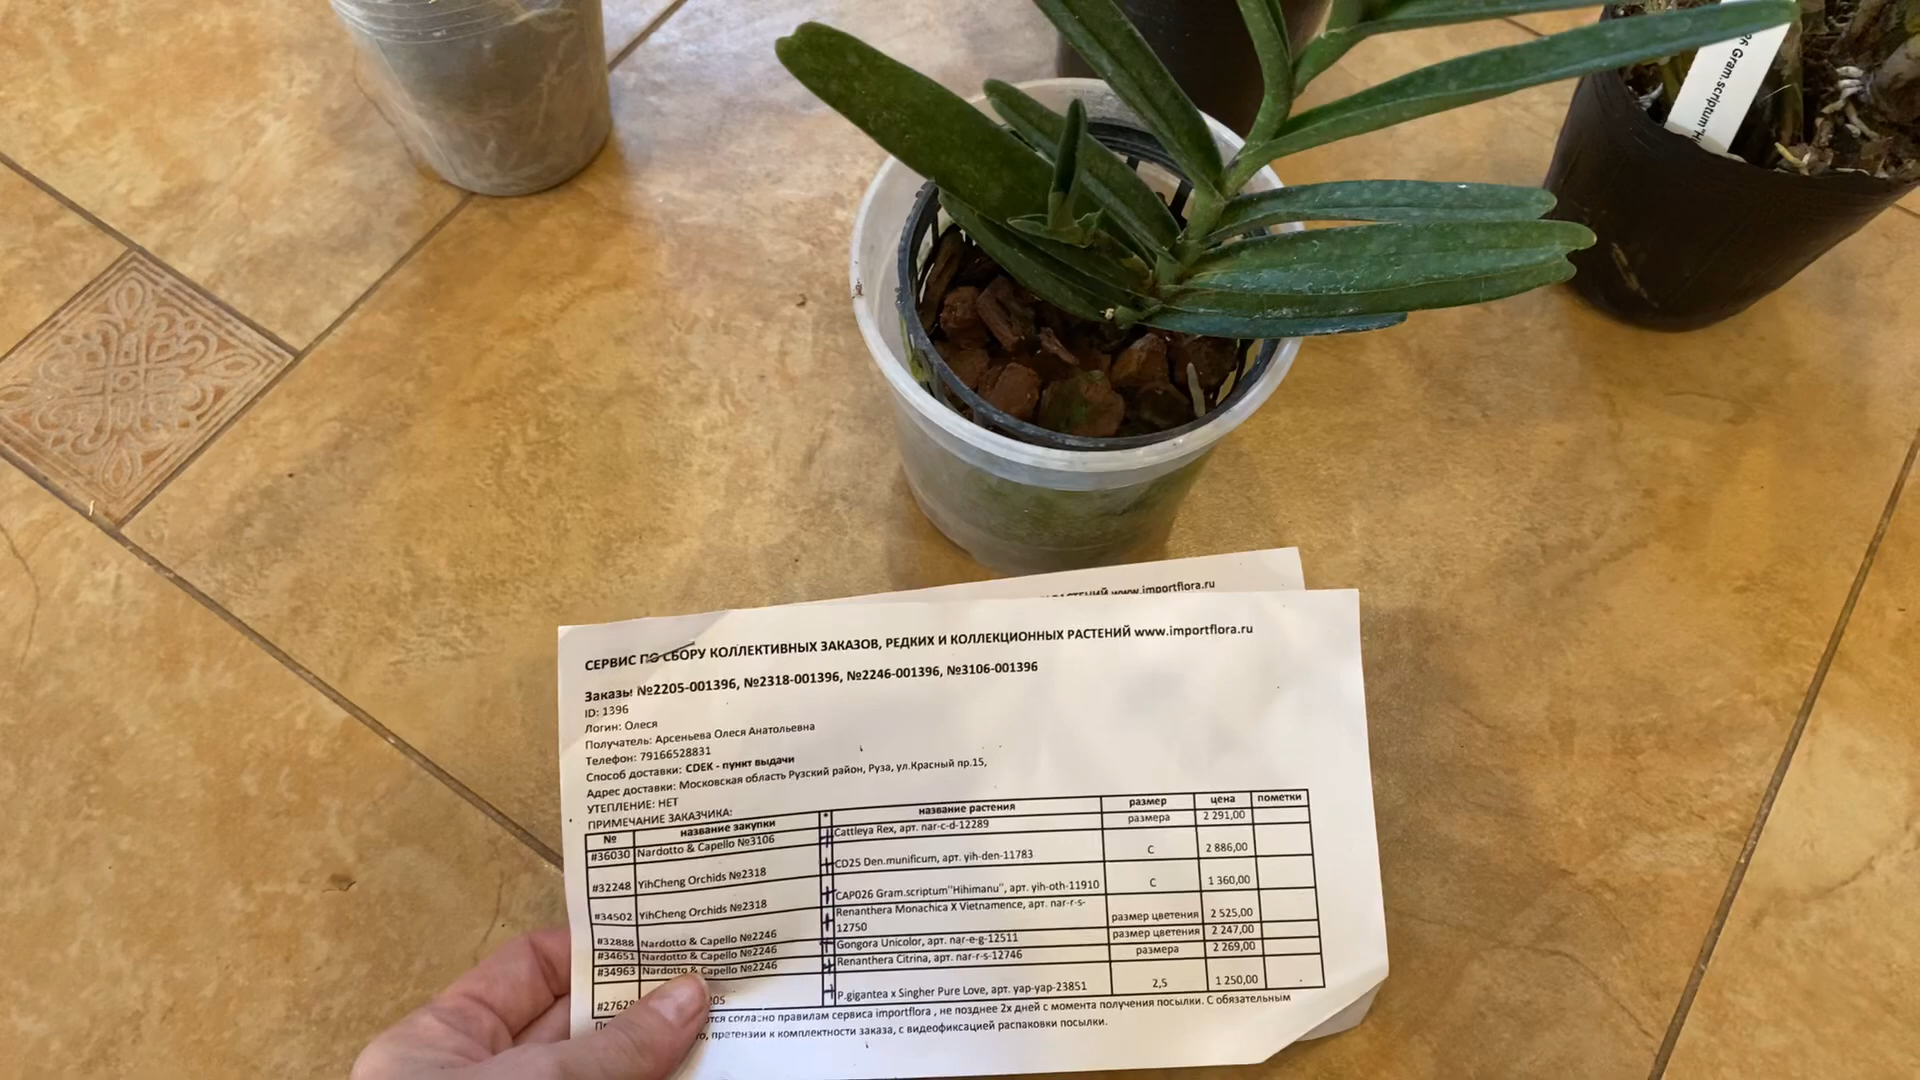 26 Gram.scriptum"H
РАСТЕНИЙ www.importflora.ru
СЕРВИС ПО СБОРУ КОЛЛЕКТИВНЫХ ЗАКАЗОВ, РЕДКИХ И КОЛЛЕКЦИОННЫХ РАСТЕНИЙ www.importflora.ru
Заказы №2205-001396, №2318-001396, №2246-001396, №3106-001396
ID: 1396
Логин: Олеся
Получатель: Арсеньева Олеся Анатольевна
Телефон: 79166528831
Способ доставки: CDEK - пункт выдачи
Адрес доставки: Московская область Рузский район, Руза, ул.Красный пр.15,
УТЕПЛЕНИЕ: НЕТ
ПРИМЕЧАНИЕ ЗАКАЗЧИКА:
№ название закупки * название растения размер цена пометки
#36030 Nardotto & Capello №3106 Cattleya Rex, арт. nar-c-d-12289 размера 2 291,00
#32248 YihCheng Orchids №2318 CD25 Den.munificum, арт. yih-den-11783 C 2 886,00
#34502 YihCheng Orchids №2318 CAP026 Gram.scriptum"Hihimanu", арт. yih-oth-11910 C 1 360,00
#32888 Nardotto & Capello №2246 Renanthera Monachica X Vietnamence, арт. nar-r-s-12750 размер цветения 2 525,00
#34651 Nardotto & Capello №2246 Gongora Unicolor, арт. nar-e-g-12511 размер цветения 2 247,00
#34963 Nardotto & Capello №2246 Renanthera Citrina, арт. nar-r-s-12746 размера 2 269,00
#2762 205 P.gigantea x Singher Pure Love, арт. yap-yap-23851 2,5 1 250,00
тся согласно правилам сервиса importflora , не позднее 2х дней с момента получения посылки. С обязательным
претензии к комплектности заказа, с видеофиксацией распаковки посылки.